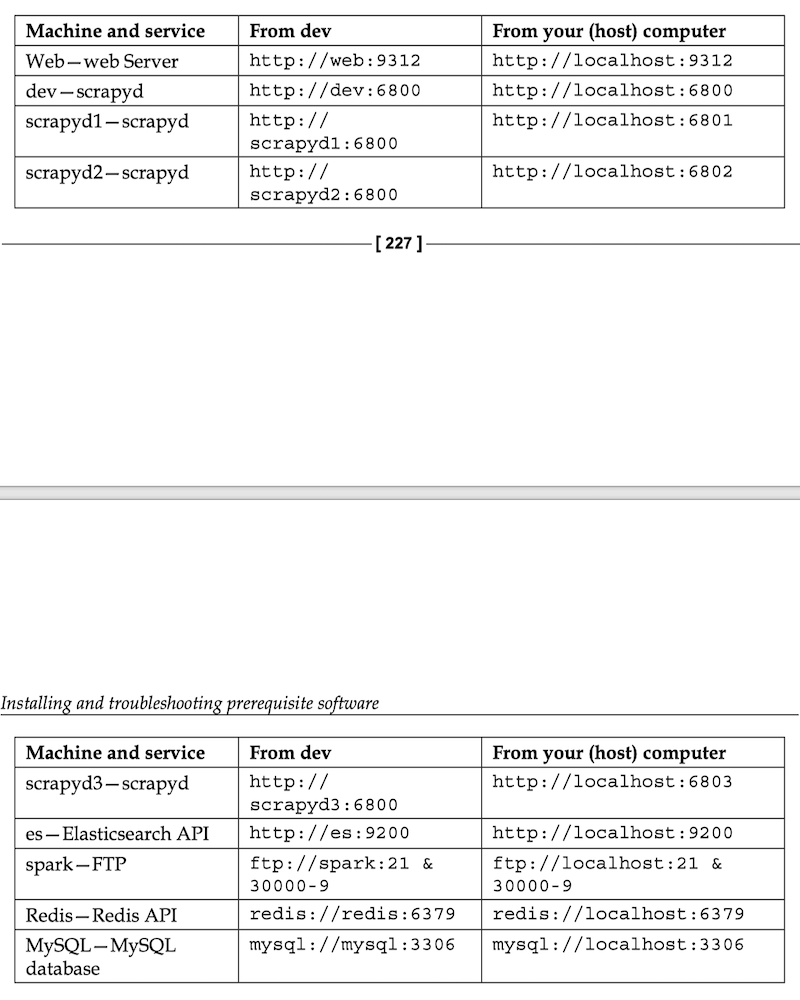 Machine and service From dev From your (host) computer
Web—web Server http://web:9312 http://localhost:9312
dev—scrapyd http://dev:6800 http://localhost:6800
scrapyd1—scrapyd http:// http://localhost:6801
scrapyd1:6800
scrapyd2—scrapyd http:// http://localhost:6802
scrapyd2:6800
[ 227 ]
Installing and troubleshooting prerequisite software
Machine and service From dev From your (host) computer
scrapyd3—scrapyd http:// http://localhost:6803
scrapyd3:6800
es—Elasticsearch API http://es:9200 http://localhost:9200
spark—FTP ftp://spark:21 & ftp://localhost:21 &
30000-9 30000-9
Redis—Redis API redis://redis:6379 redis://localhost:6379
MySQL—MySQL mysql://mysql:3306 mysql://localhost:3306
database